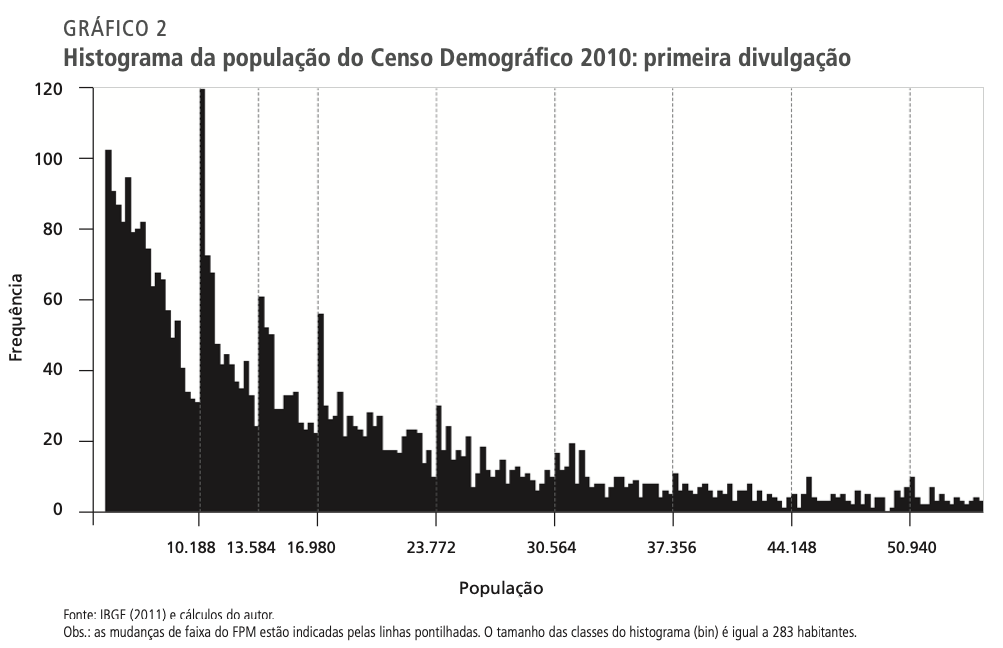 GRÁFICO 2
Histograma da população do Censo Demográfico 2010: primeira divulgação
120
100
80
60
40
20
0
Frequência
10.188 13.584 16.980 23.772 30.564 37.356 44.148 50.940
População
Fonte: IBGE (2011) e cálculos do autor.
Obs.: as mudanças de faixa do FPM estão indicadas pelas linhas pontilhadas. O tamanho das classes do histograma (bin) é igual a 283 habitantes.